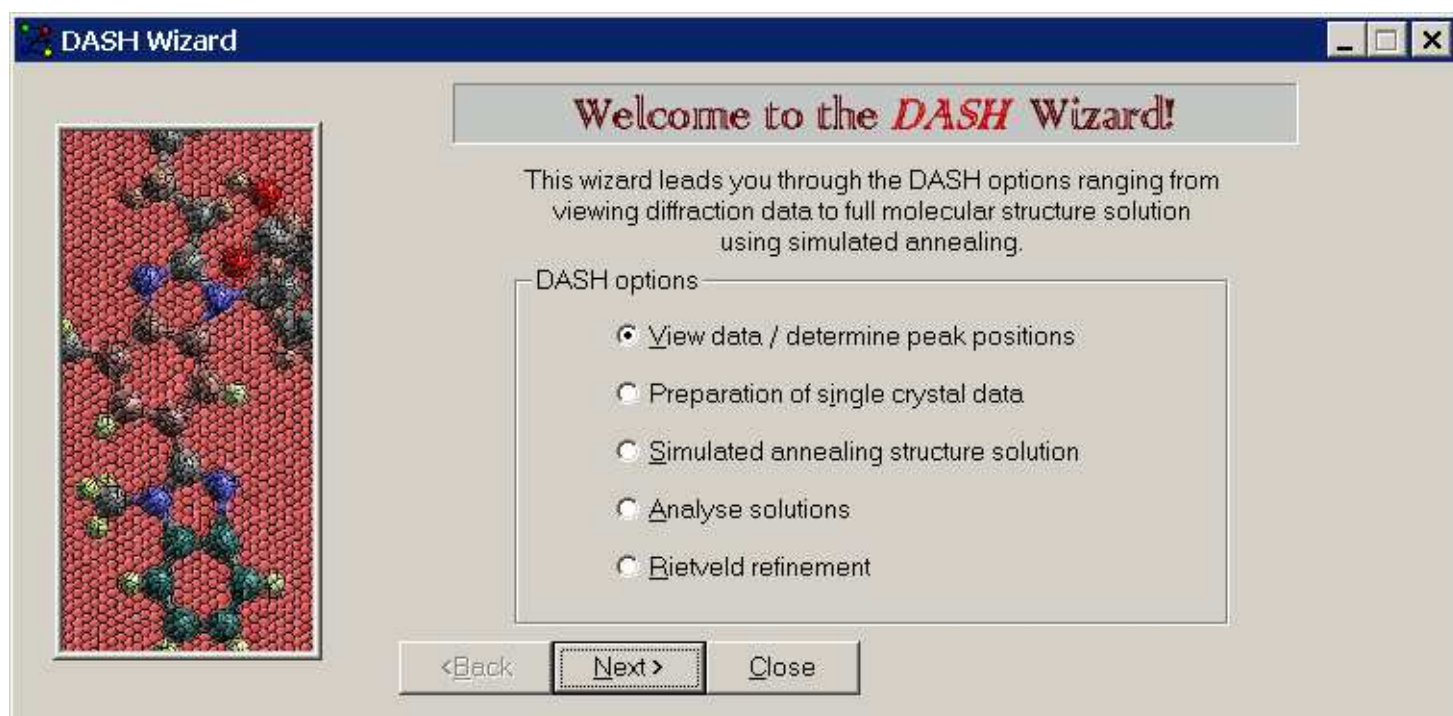 DASH Wizard
Welcome to the DASH Wizard!
This wizard leads you through the DASH options ranging from
viewing diffraction data to full molecular structure solution
using simulated annealing.
DASH options
View data / determine peak positions
Preparation of single crystal data
Simulated annealing structure solution
Analyse solutions
Rietveld refinement
<Back Next> Close